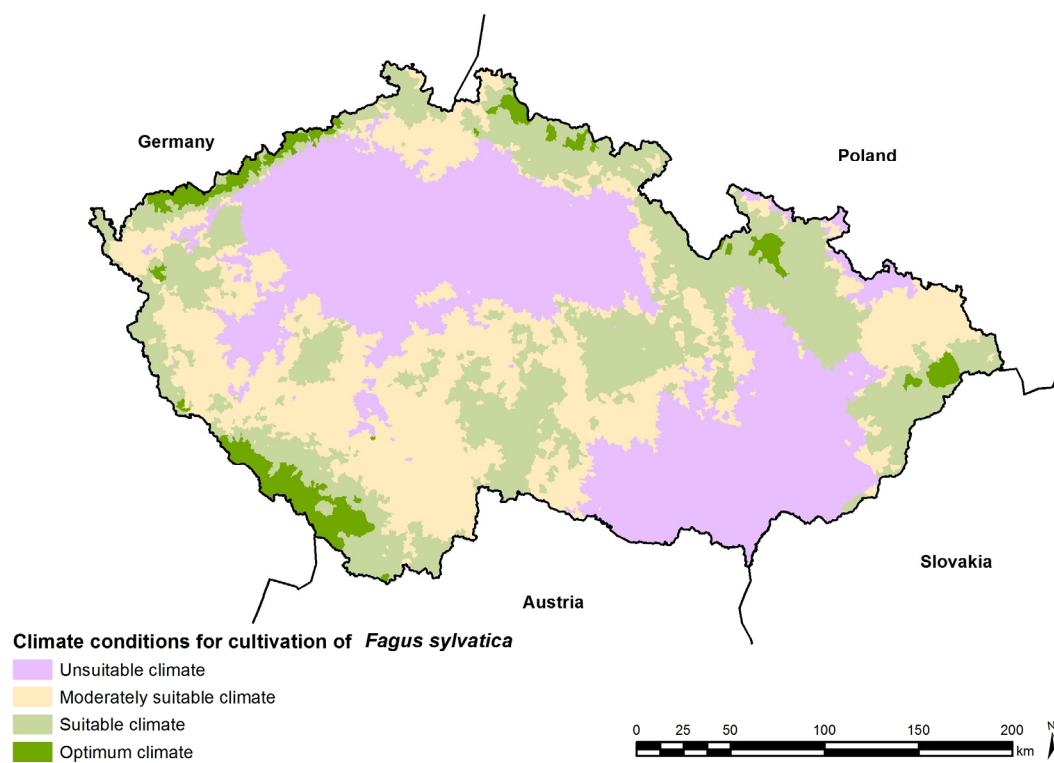 Germany
Poland
Slovakia
Austria
Climate conditions for cultivation of Fagus sylvatica
Unsuitable climate
Moderately suitable climate
Suitable climate
Optimum climate
0 25 50 100 150 200
km
N